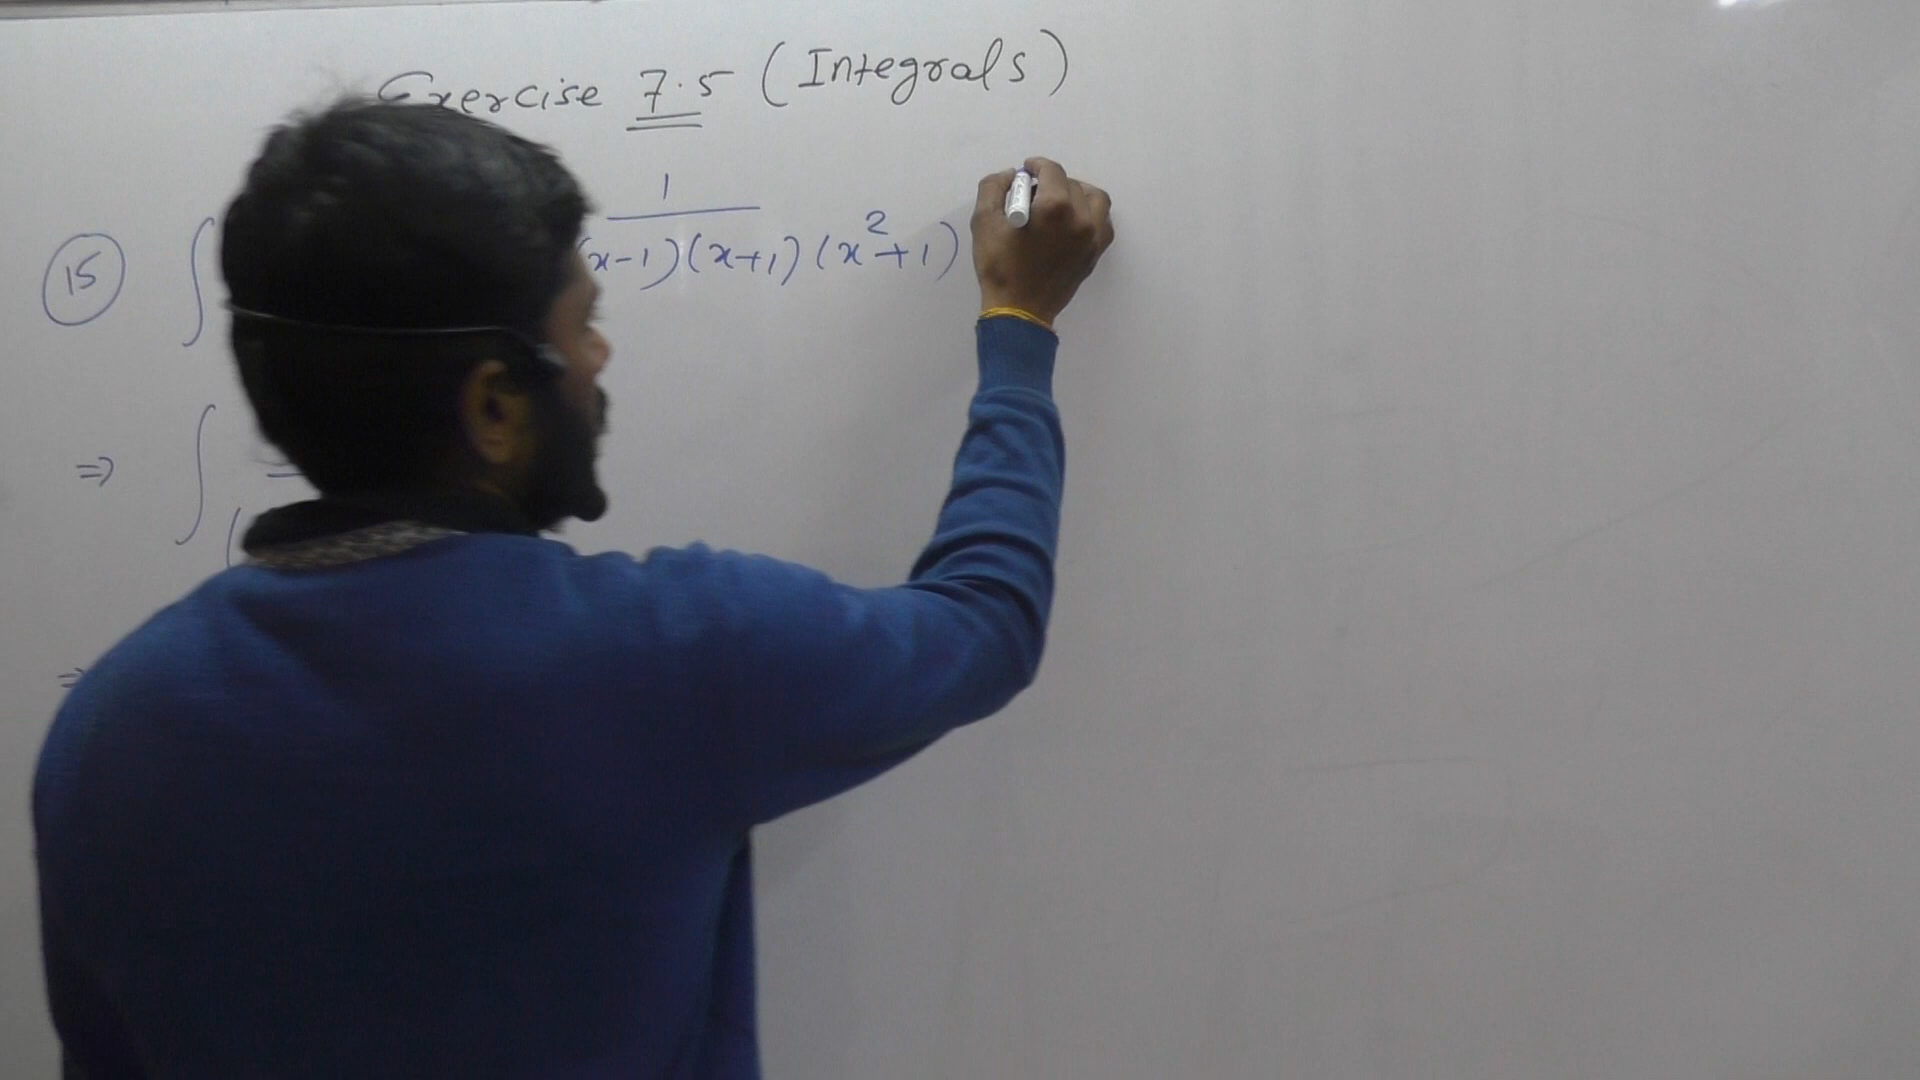 Exercise 7.5 (Integrals)
15 ∫ 1
(x-1)(x+1)(x²+1)
⇒ ∫
(
⇒